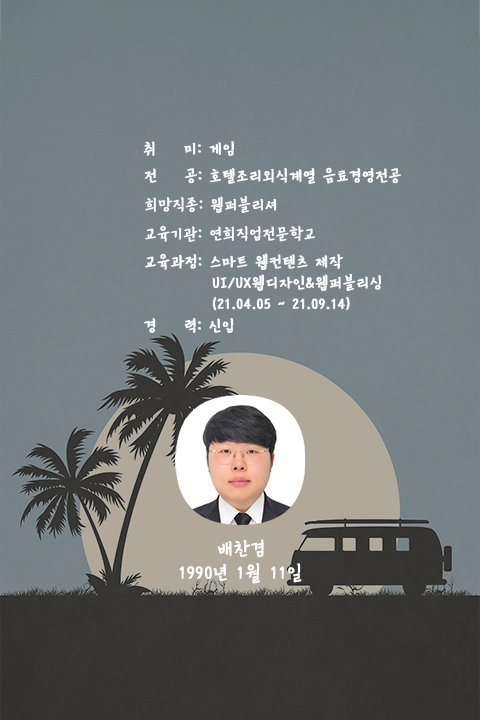 취 미: 게임
전 공: 호텔조리외식계열 음료경영전공
희망직종: 웹퍼블리셔
교육기관: 연희직업전문학교
교육과정: 스마트 웹컨텐츠 제작
UI/UX웹디자인&웹퍼블리싱
(21.04.05 ~ 21.09.14)
경 력: 신입
배찬겸
1990년 1월 11일